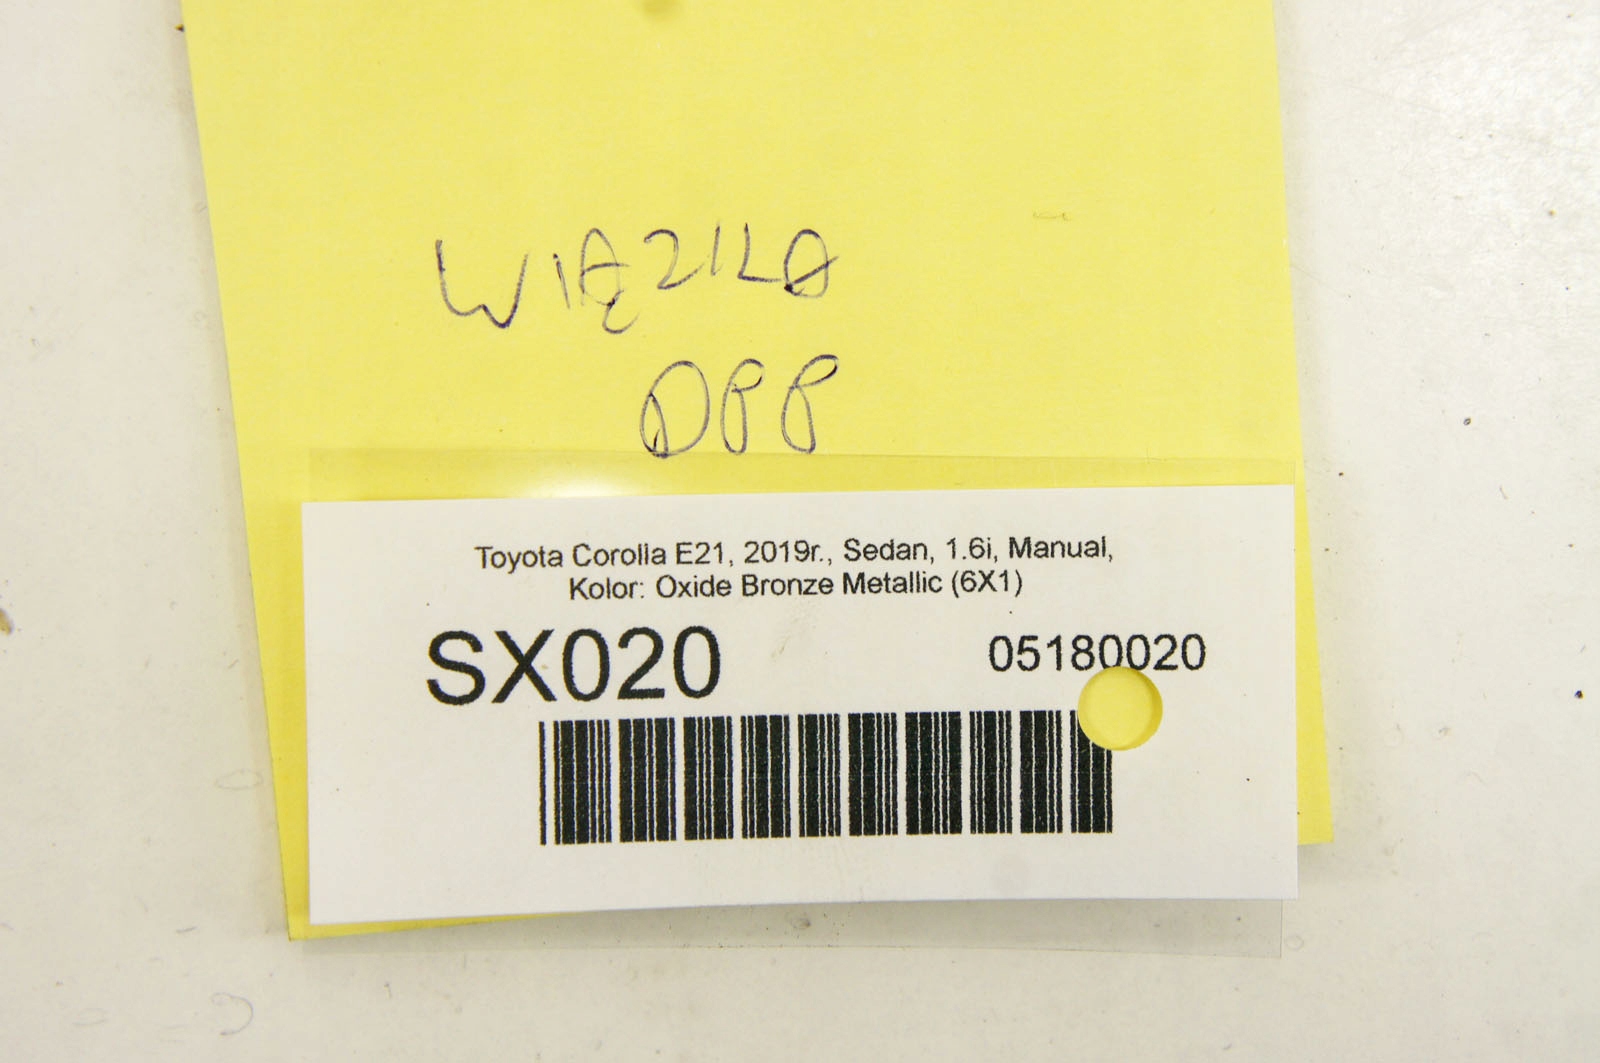 WIĄZKA
DPP
Toyota Corolla E21, 2019r., Sedan, 1.6i, Manual,
Kolor: Oxide Bronze Metallic (6X1)
SX020
05180020